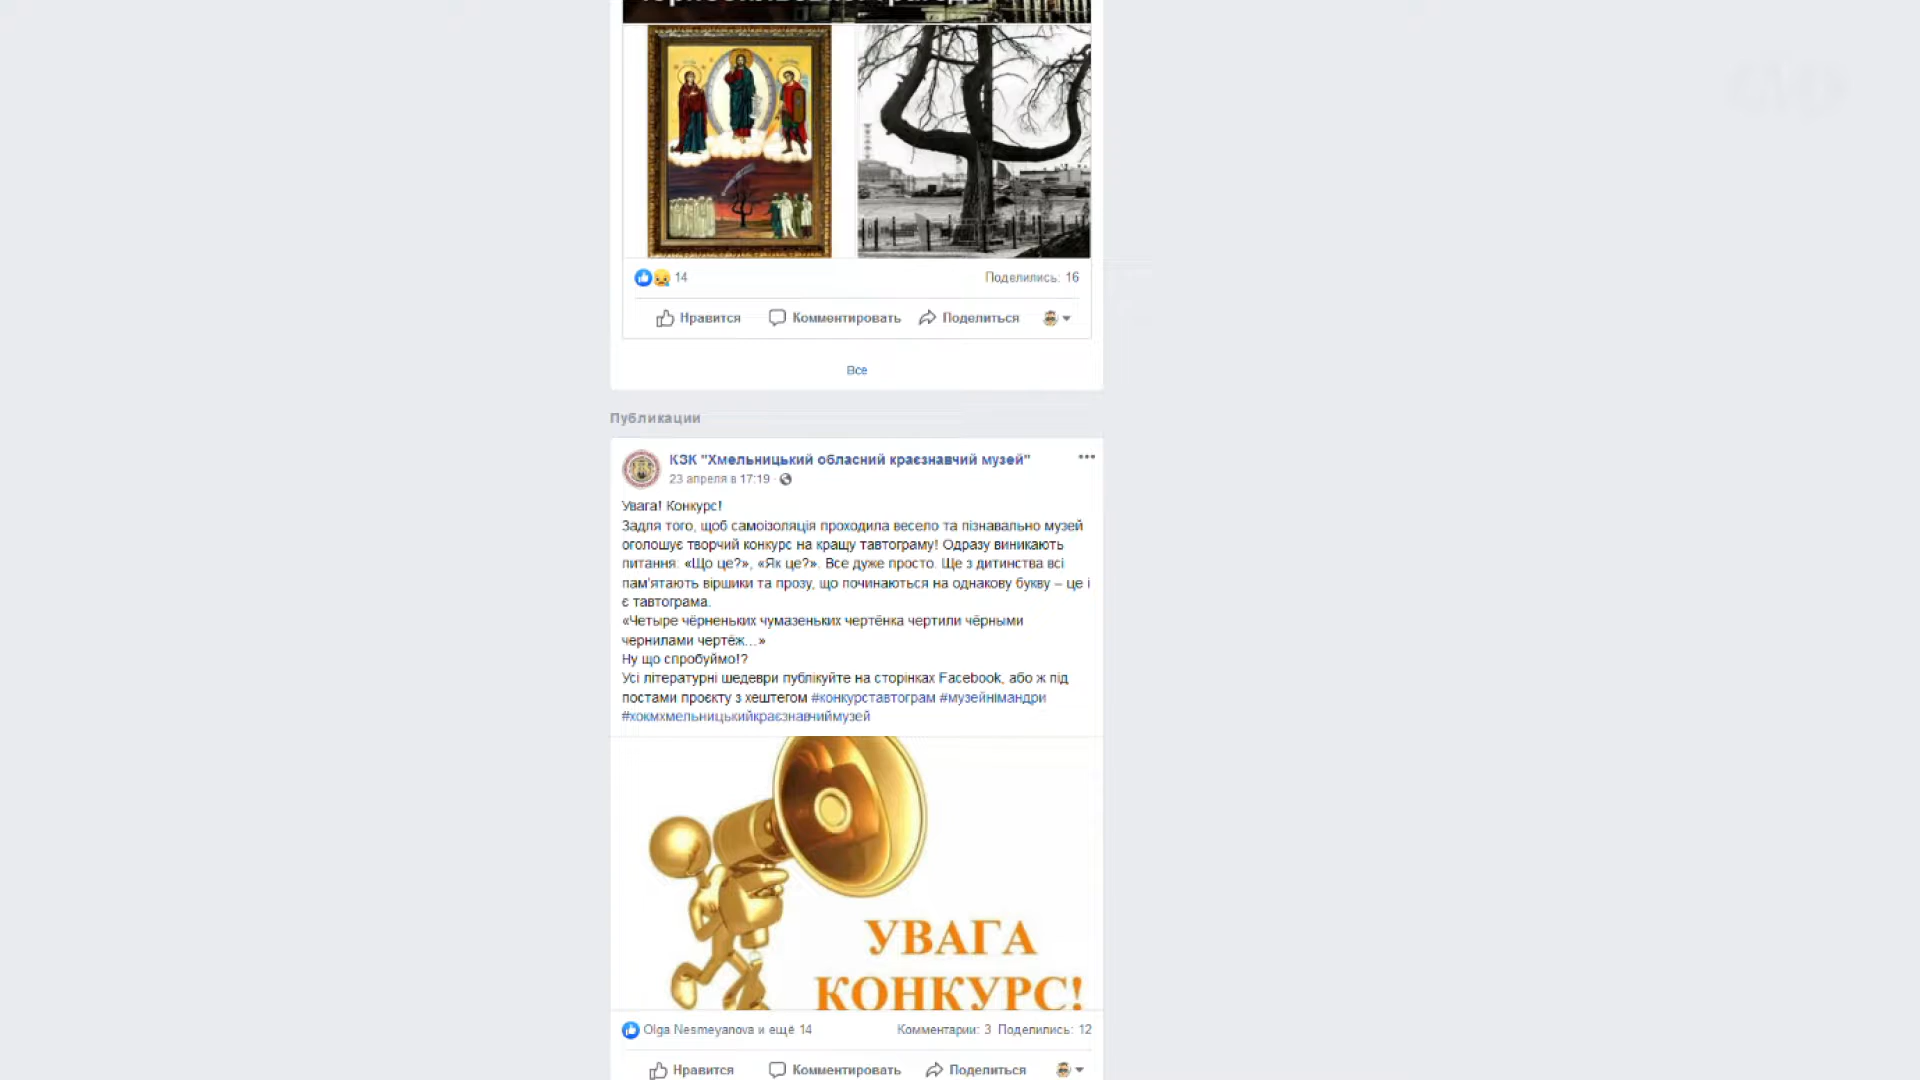 14
Поделились: 16
Нравится
Комментировать
Поделиться
Все
Публикации
КЗК "Хмельницький обласний краєзнавчий музей"
23 апреля в 17:19 ·
Увага! Конкурс!
Задля того, щоб самоізоляція проходила весело та пізнавально музей
оголошує творчий конкурс на кращу тавтограму! Одразу виникають
питання: «Що це?», «Як це?». Все дуже просто. Ще з дитинства всі
пам'ятають віршики та прозу, що починаються на однакову букву – це і
є тавтограма.
«Четыре чёрненьких чумазеньких чертёнка чертили чёрными
чернилами чертёж...»
Ну що спробуймо!?
Усі літературні шедеври публікуйте на сторінках Facebook, або ж під
постами проєкту з хештегом #конкурставтограм #музейнімандри
#хокмхмельницькийкраєзнавчиймузей
УВАГА
КОНКУРС!
Olga Nesmeyanova и ещё 14
Комментарии: 3 Поделились: 12
Нравится
Комментировать
Поделиться